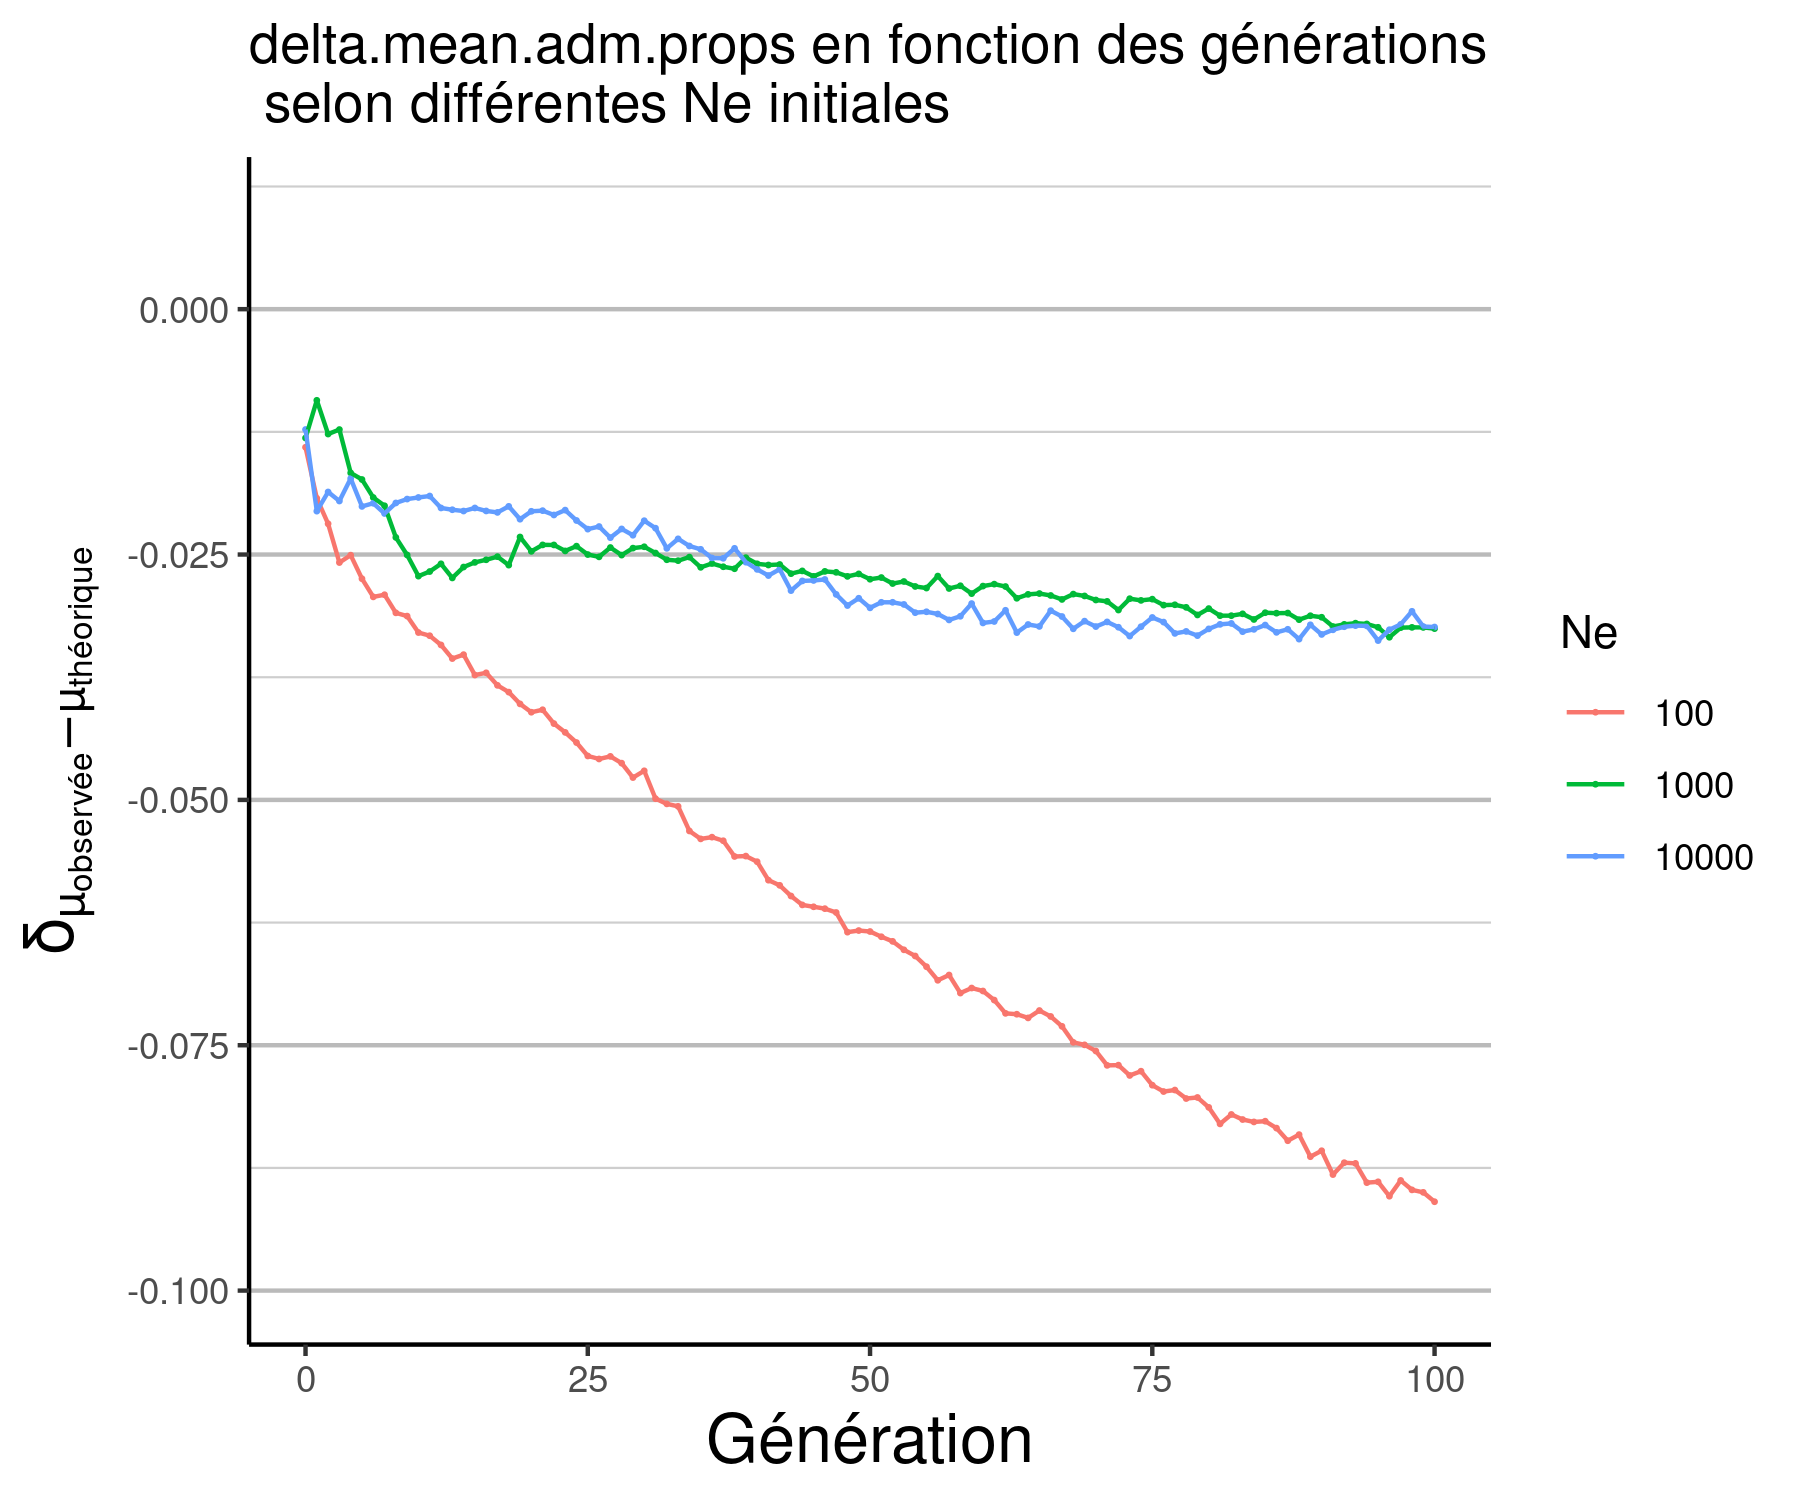 delta.mean.adm.props en fonction des générations
selon différentes Ne initiales
0.000
-0.025
-0.050
-0.075
-0.100
δμobservée−μthéorique
0 25 50 75 100
Génération
Ne
100
1000
10000